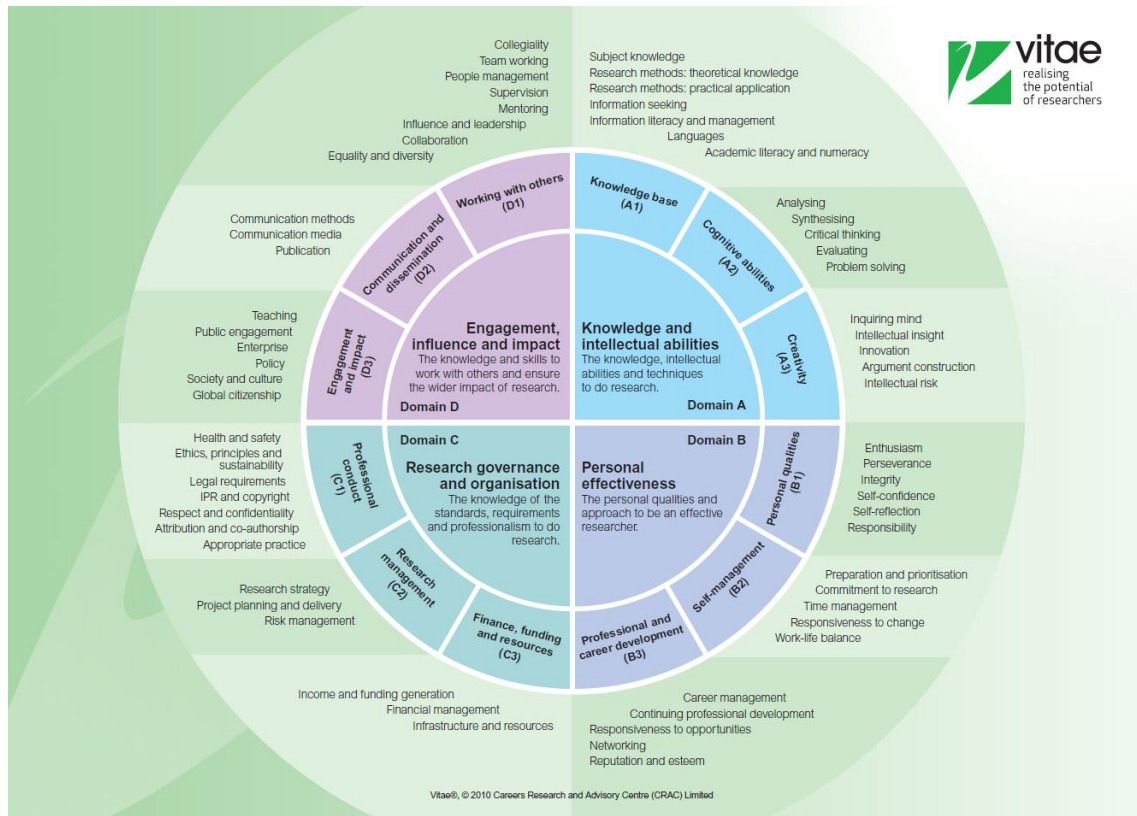 vitae
realising
the potential
of researchers
Collegiality
Team working
People management
Supervision
Mentoring
Influence and leadership
Collaboration
Equality and diversity
Subject knowledge
Research methods: theoretical knowledge
Research methods: practical application
Information seeking
Information literacy and management
Languages
Academic literacy and numeracy
Working with others
(D1)
Knowledge base
(A1)
Communication methods
Communication media
Publication
Communication and
dissemination
(D2)
Cognitive abilities
(A2)
Analysing
Synthesising
Critical thinking
Evaluating
Problem solving
Teaching
Public engagement
Enterprise
Policy
Society and culture
Global citizenship
Engagement
and impact
(D3)
Engagement,
influence and impact
The knowledge and skills to
work with others and ensure
the wider impact of research.
Domain D
Knowledge and
intellectual abilities
The knowledge, intellectual
abilities and techniques
to do research.
Domain A
Creativity
(A3)
Inquiring mind
Intellectual insight
Innovation
Argument construction
Intellectual risk
Health and safety
Ethics, principles and
sustainability
Legal requirements
IPR and copyright
Respect and confidentiality
Attribution and co-authorship
Appropriate practice
Professional
conduct
(C1)
Domain C
Research governance
and organisation
The knowledge of the
standards, requirements
and professionalism to do
research.
Domain B
Personal
effectiveness
The personal qualities and
approach to be an effective
researcher.
Personal qualities
(B1)
Enthusiasm
Perseverance
Integrity
Self-confidence
Self-reflection
Responsibility
Research strategy
Project planning and delivery
Risk management
Research
management
(C2)
Self-management
(B2)
Preparation and prioritisation
Commitment to research
Time management
Responsiveness to change
Work-life balance
Finance, funding
and resources
(C3)
Professional and
career development
(B3)
Income and funding generation
Financial management
Infrastructure and resources
Career management
Continuing professional development
Responsiveness to opportunities
Networking
Reputation and esteem
Vitae®, © 2010 Careers Research and Advisory Centre (CRAC) Limited